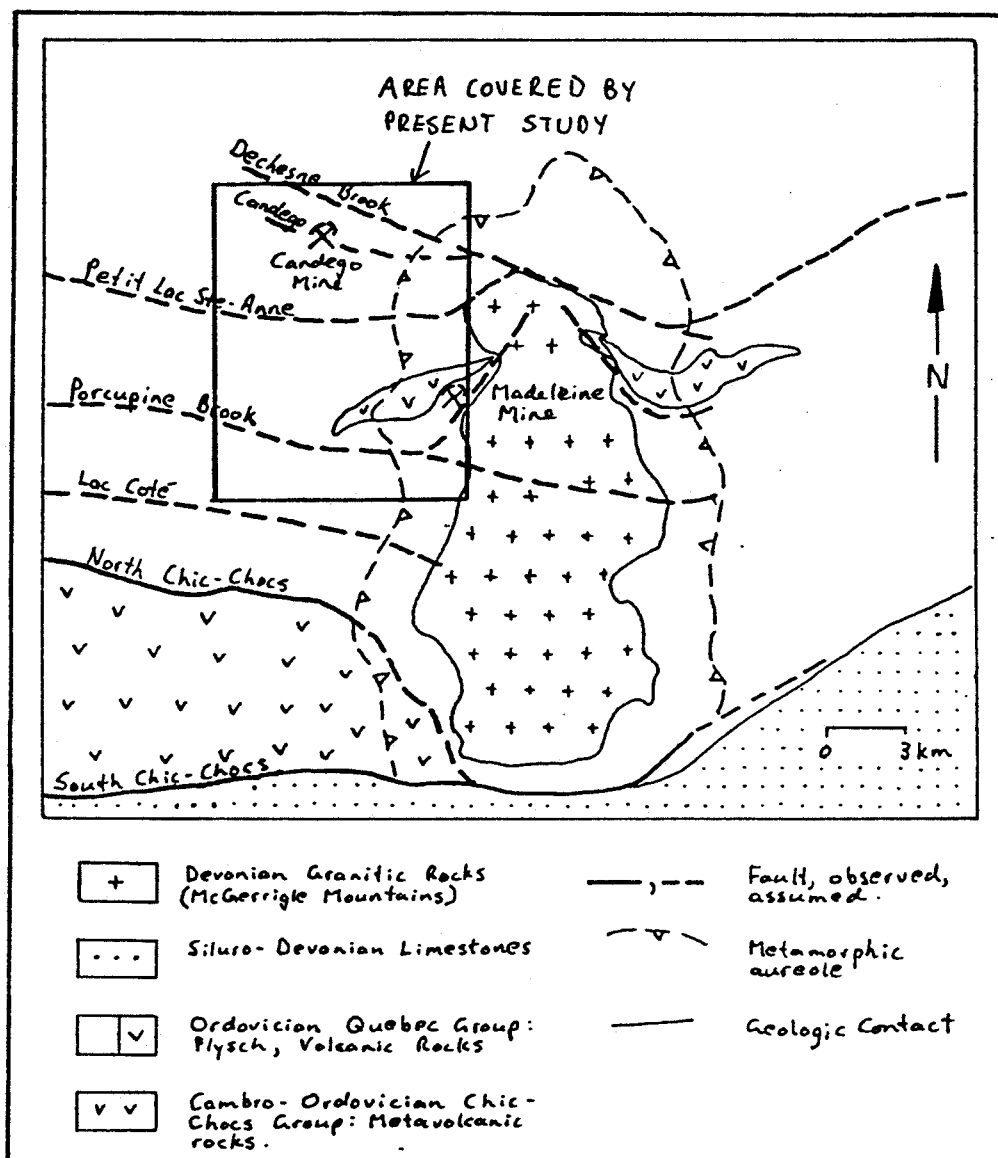 AREA COVERED BY
PRESENT STUDY
Dechesne Brook
Candego
Candego
Mine
Petit Lac Ste-Anne
Madeleine
Mine
Porcupine Brook
Lac Coté
North Chic-Chocs
South Chic-Chocs
N
0 3 km
Devonian Granitic Rocks
(McGerrigle Mountains)
Siluro-Devonian Limestones
Ordovician Quebec Group:
Flysch, Volcanic Rocks
Cambro-Ordovician Chic-
Chocs Group: Metavolcanic
rocks.
Fault, observed,
assumed.
Metamorphic
aureole
Geologic Contact